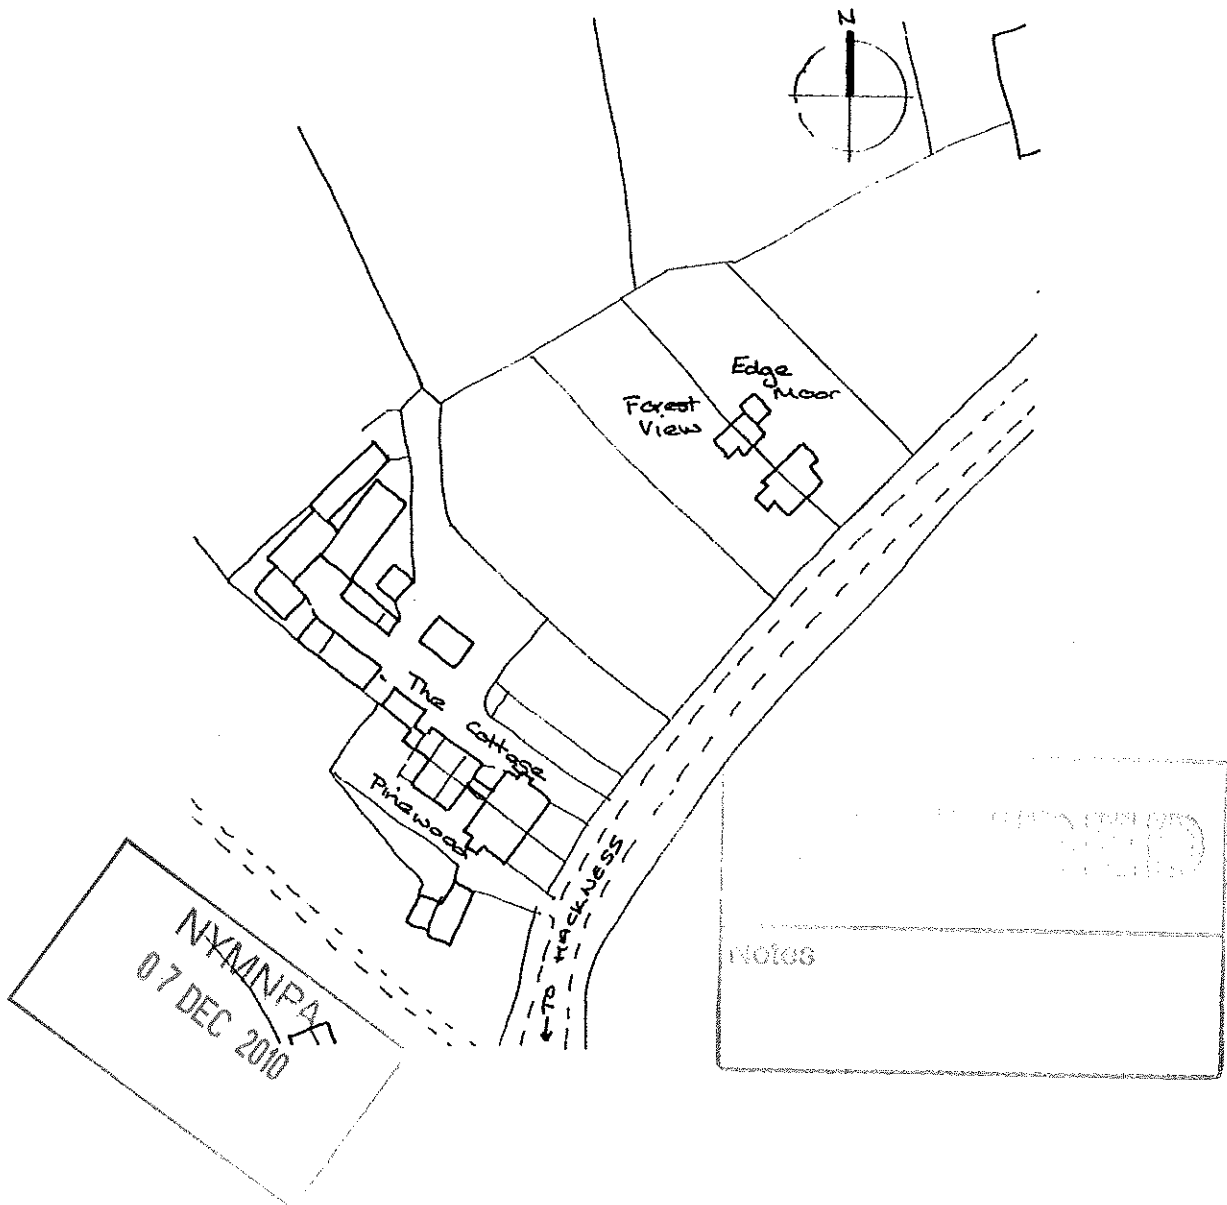 N
Edge
Moor
Forest
View
The Cottage
Pinewood
← TO HACKNESS
NYMNPA
07 DEC 2010
Notes